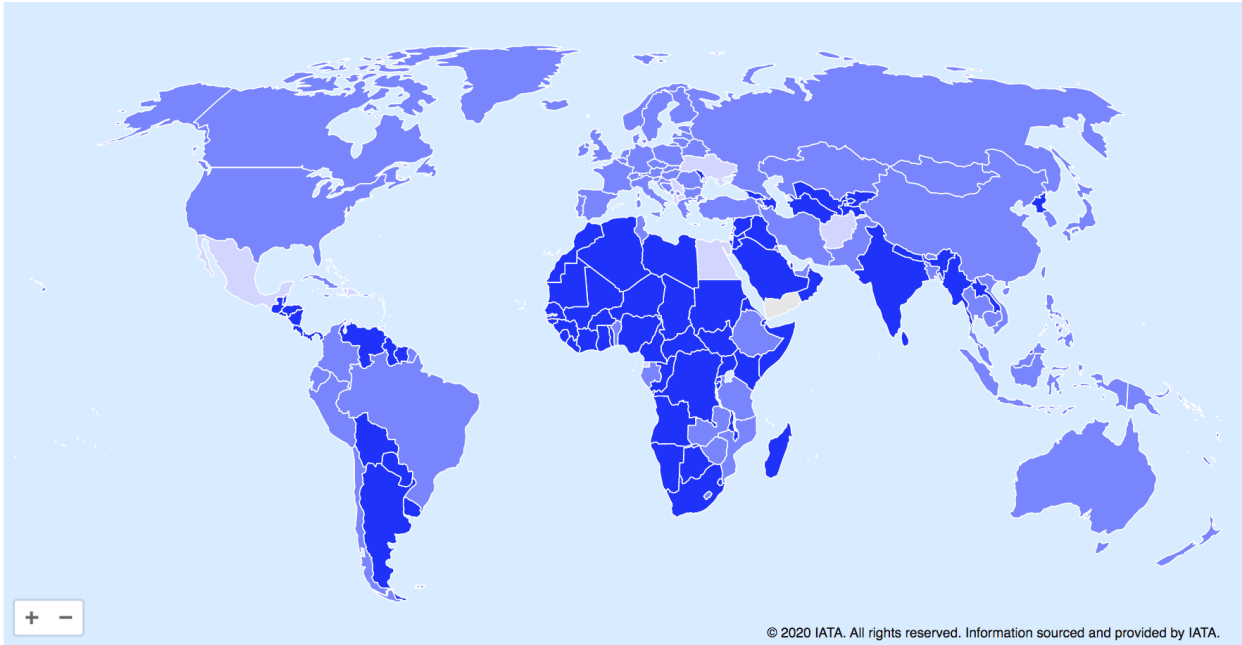 + −
© 2020 IATA. All rights reserved. Information sourced and provided by IATA.